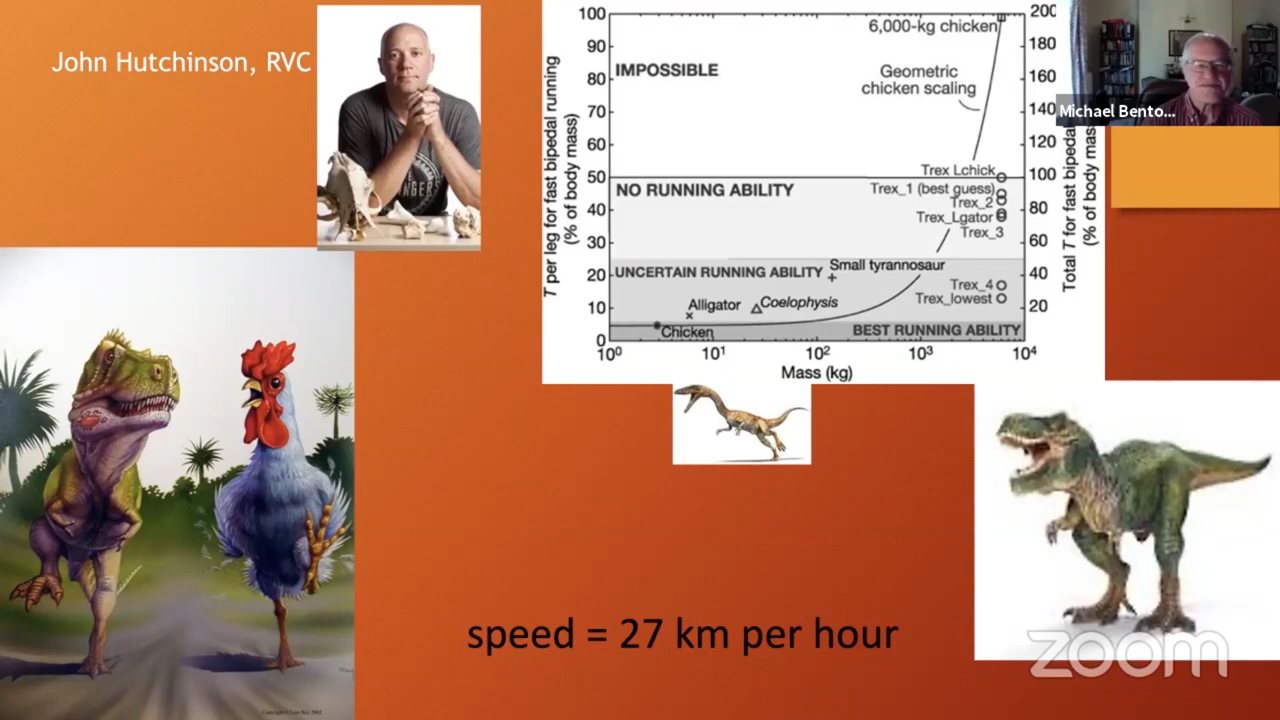 John Hutchinson, RVC
T per leg for fast bipedal running
(% of body mass)
100
90
80
70
60
50
40
30
20
10
0
IMPOSSIBLE
NO RUNNING ABILITY
UNCERTAIN RUNNING ABILITY
BEST RUNNING ABILITY
6,000-kg chicken
Geometric
chicken scaling
Trex Lchick
Trex_1 (best guess)
Trex_2
Trex_Lgator
Trex_3
Small tyrannosaur
Trex_4
Trex_lowest
Alligator
Coelophysis
Chicken
10⁰
10¹
10²
10³
10⁴
Mass (kg)
200
180
160
140
120
100
80
60
40
20
Total T for fast bipedal
(% of body mass
Michael Bento...
speed = 27 km per hour
zoom